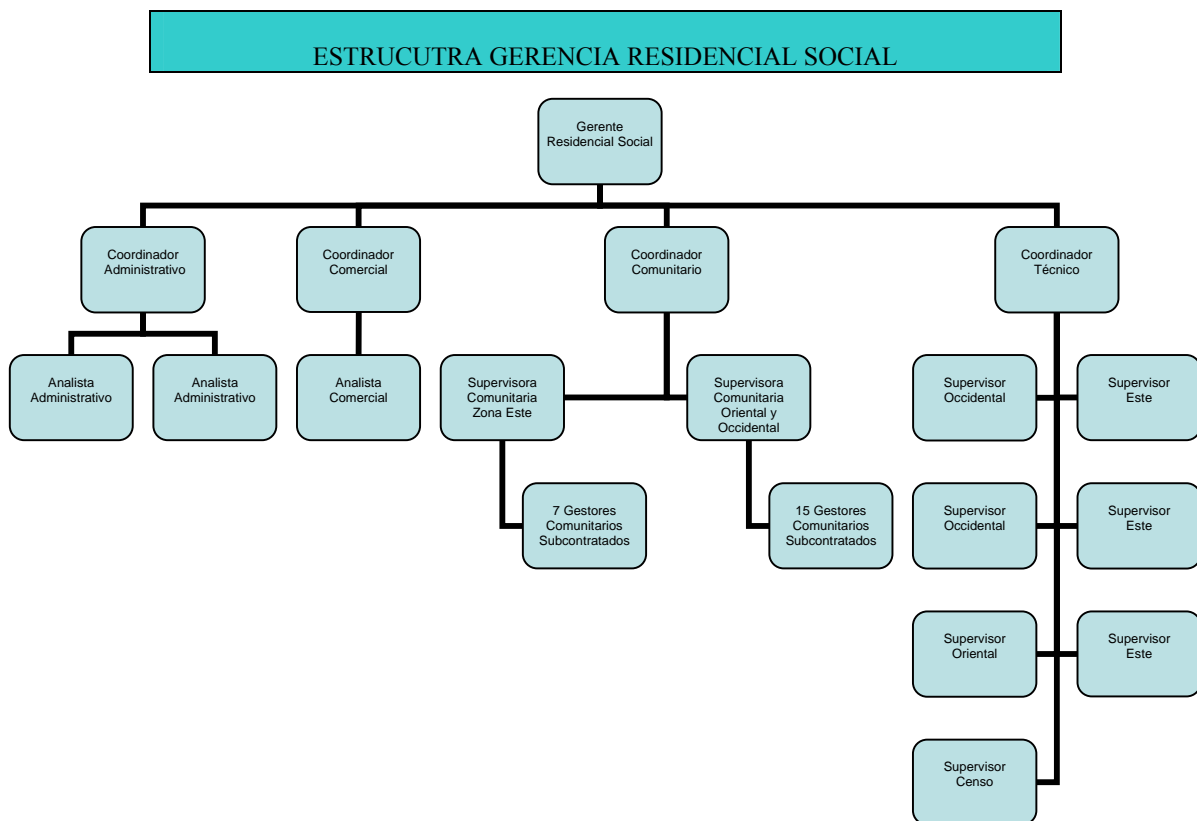 ESTRUCUTRA GERENCIA RESIDENCIAL SOCIAL
Gerente
Residencial Social
Coordinador
Administrativo
Coordinador
Comercial
Coordinador
Comunitario
Coordinador
Técnico
Analista
Administrativo
Analista
Administrativo
Analista
Comercial
Supervisora
Comunitaria
Zona Este
Supervisora
Comunitaria
Oriental y
Occidental
Supervisor
Occidental
Supervisor
Este
7 Gestores
Comunitarios
Subcontratados
15 Gestores
Comunitarios
Subcontratados
Supervisor
Occidental
Supervisor
Este
Supervisor
Oriental
Supervisor
Este
Supervisor
Censo